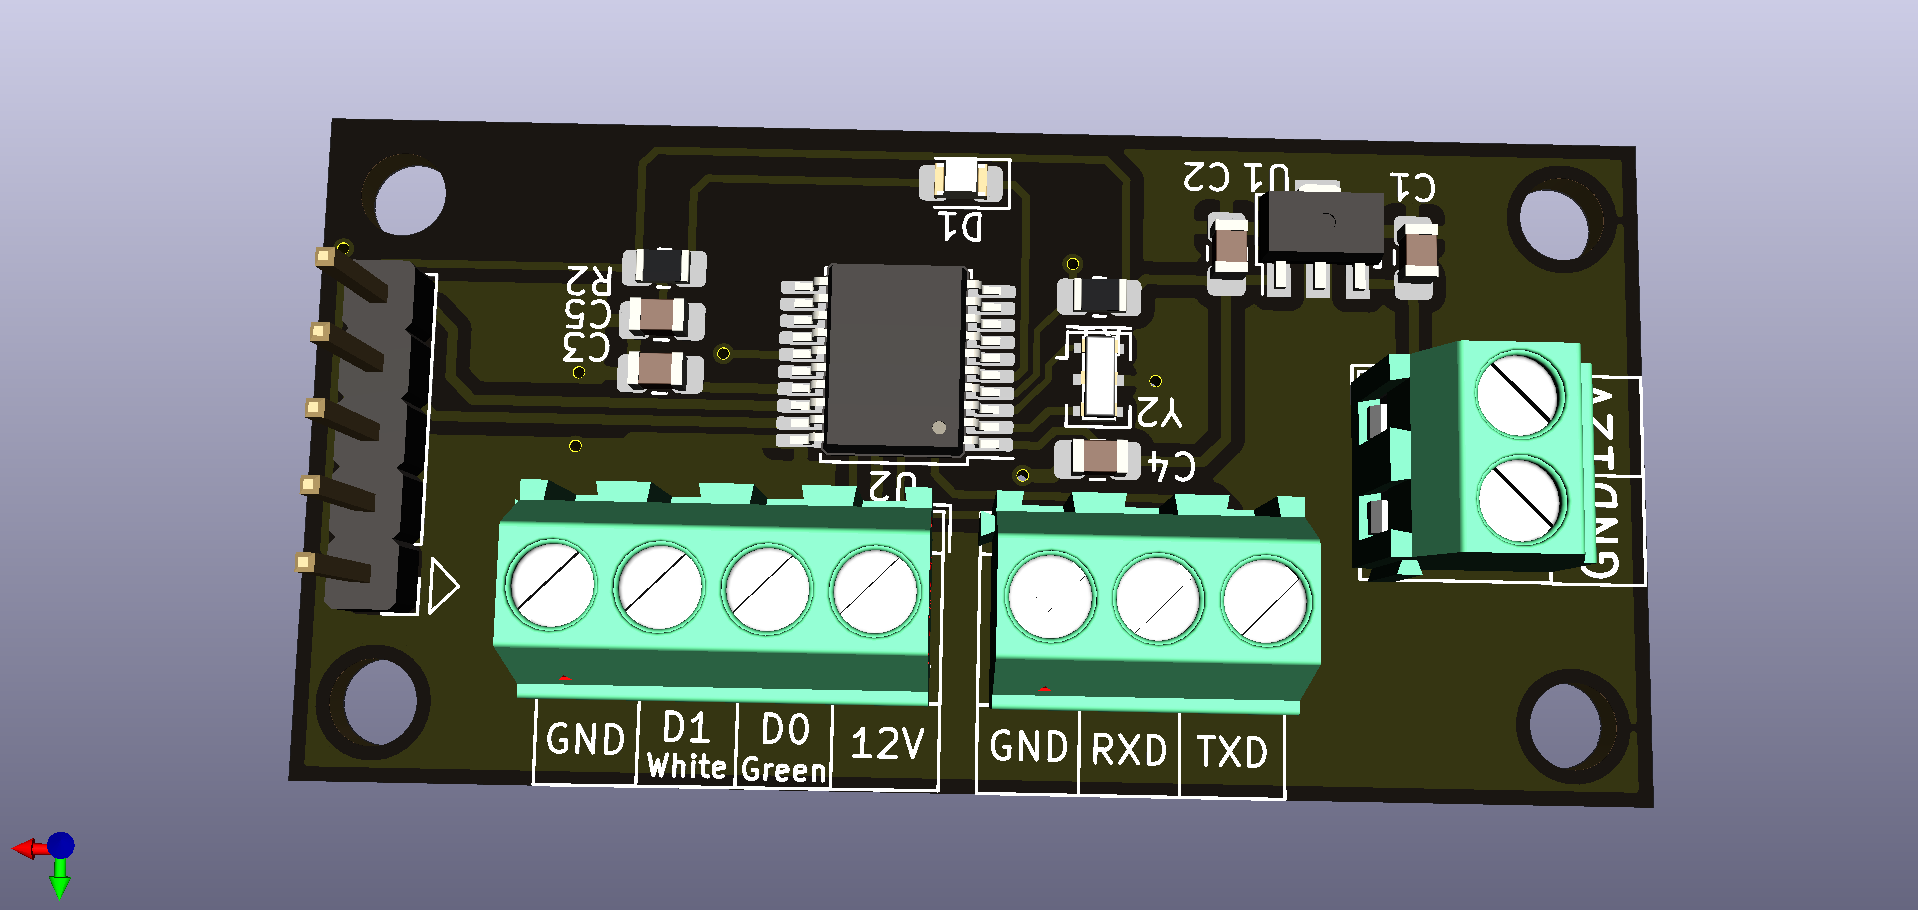 C2 U1 C1
D1
R2
C5
C3
Y2
C4
U2
12V
GND
GND
D1
White
D0
Green
12V
GND
RXD
TXD